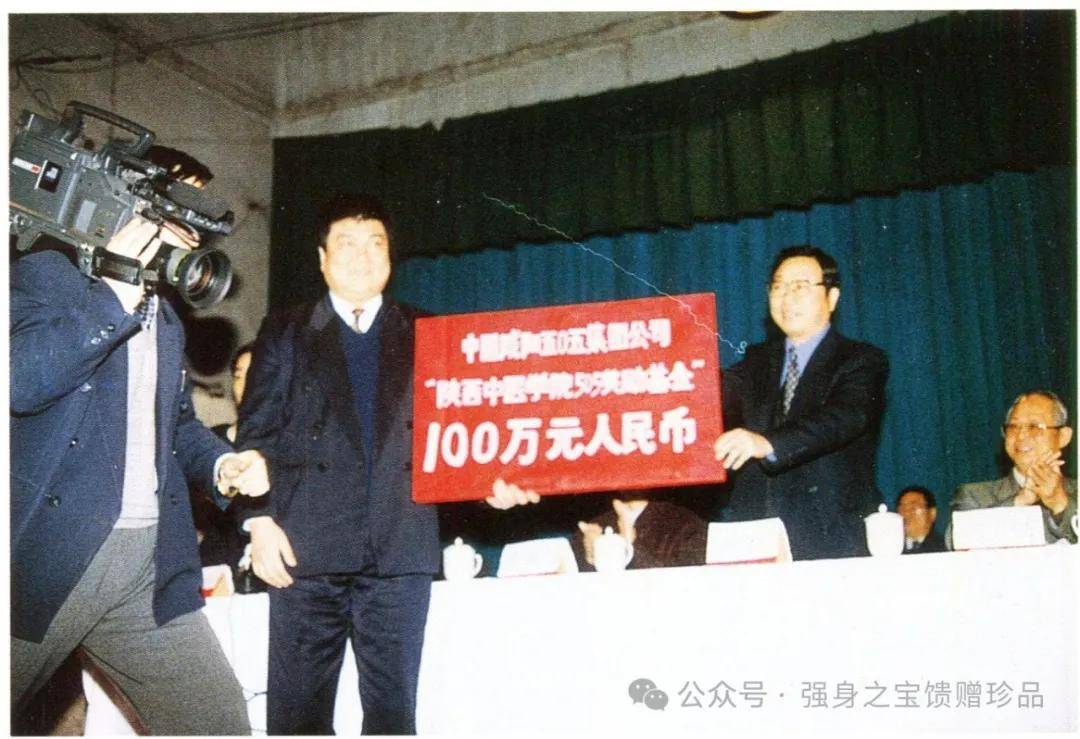 中国咸阳五0五集团公司
“陕西中医学院505奖励基金”
100万元人民币
公众号·强身之宝馈赠珍品